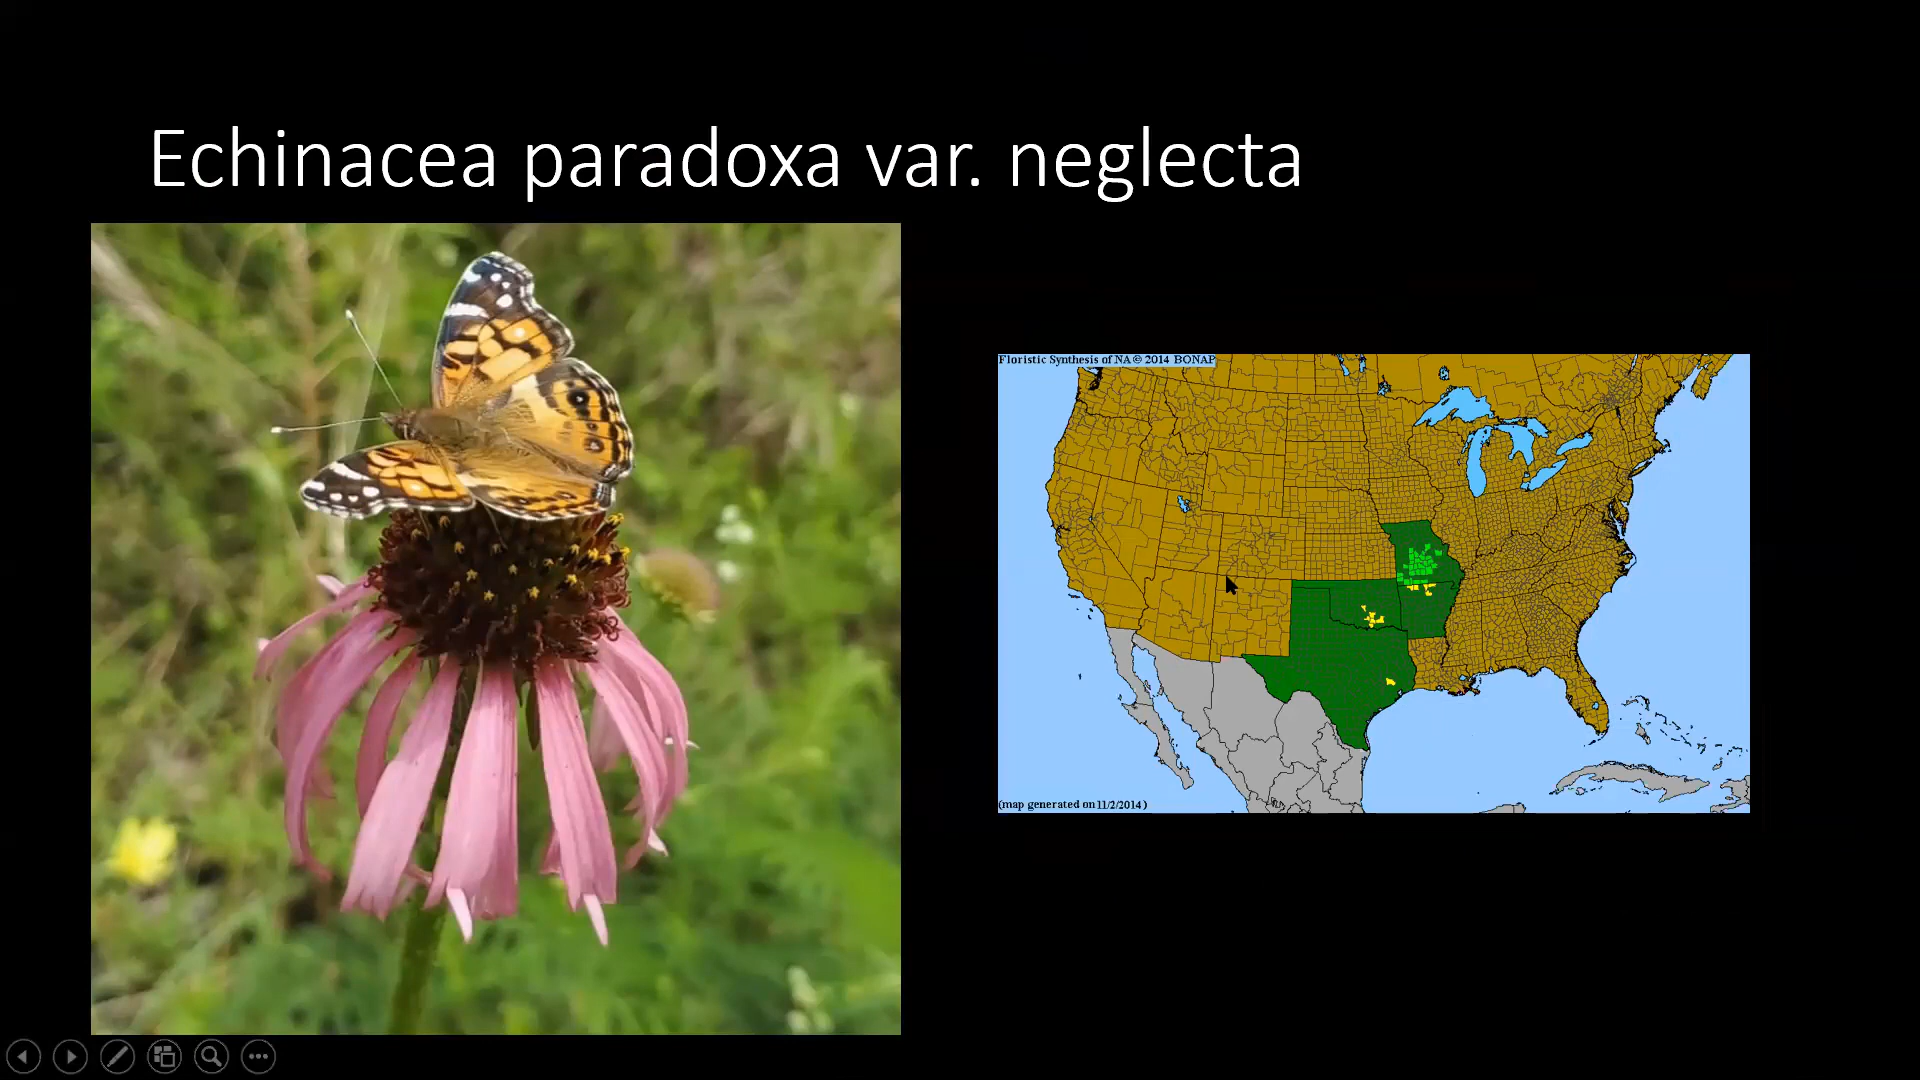 Echinacea paradoxa var. neglecta
Floristic Synthesis of NA © 2014 BONAP
(map generated on 11/2/2014)